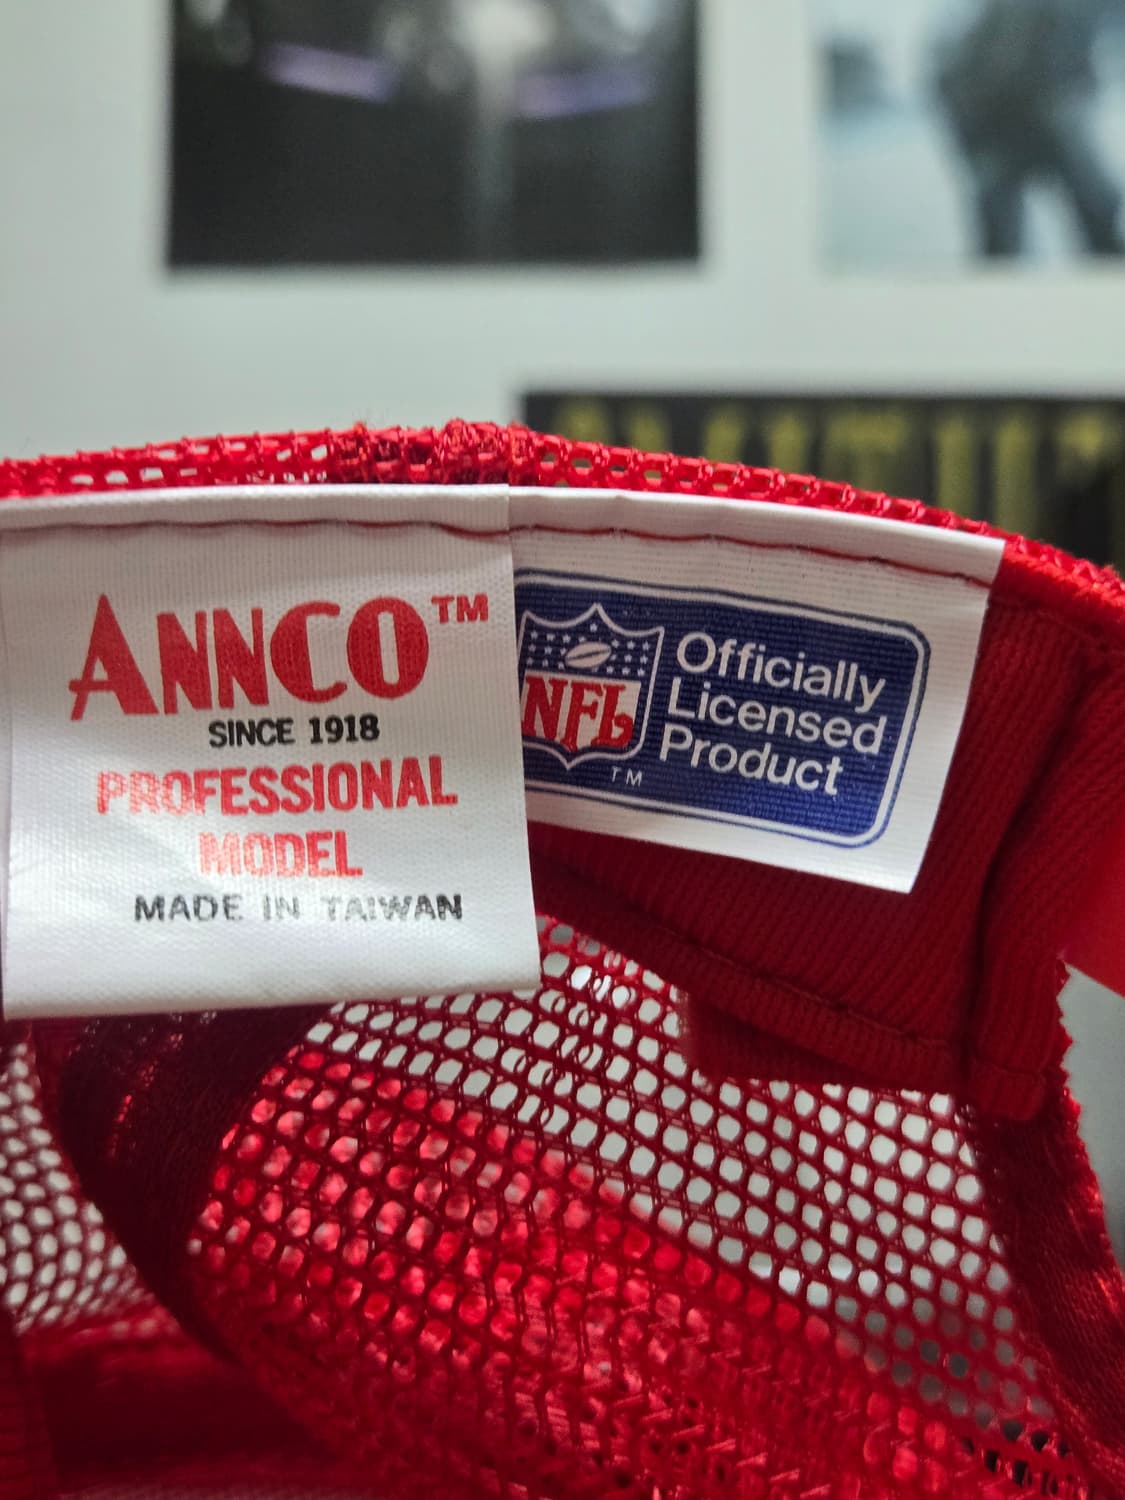 ANNCO™
SINCE 1918
PROFESSIONAL
MODEL
MADE IN TAIWAN
NFL
TM
Officially
Licensed
Product